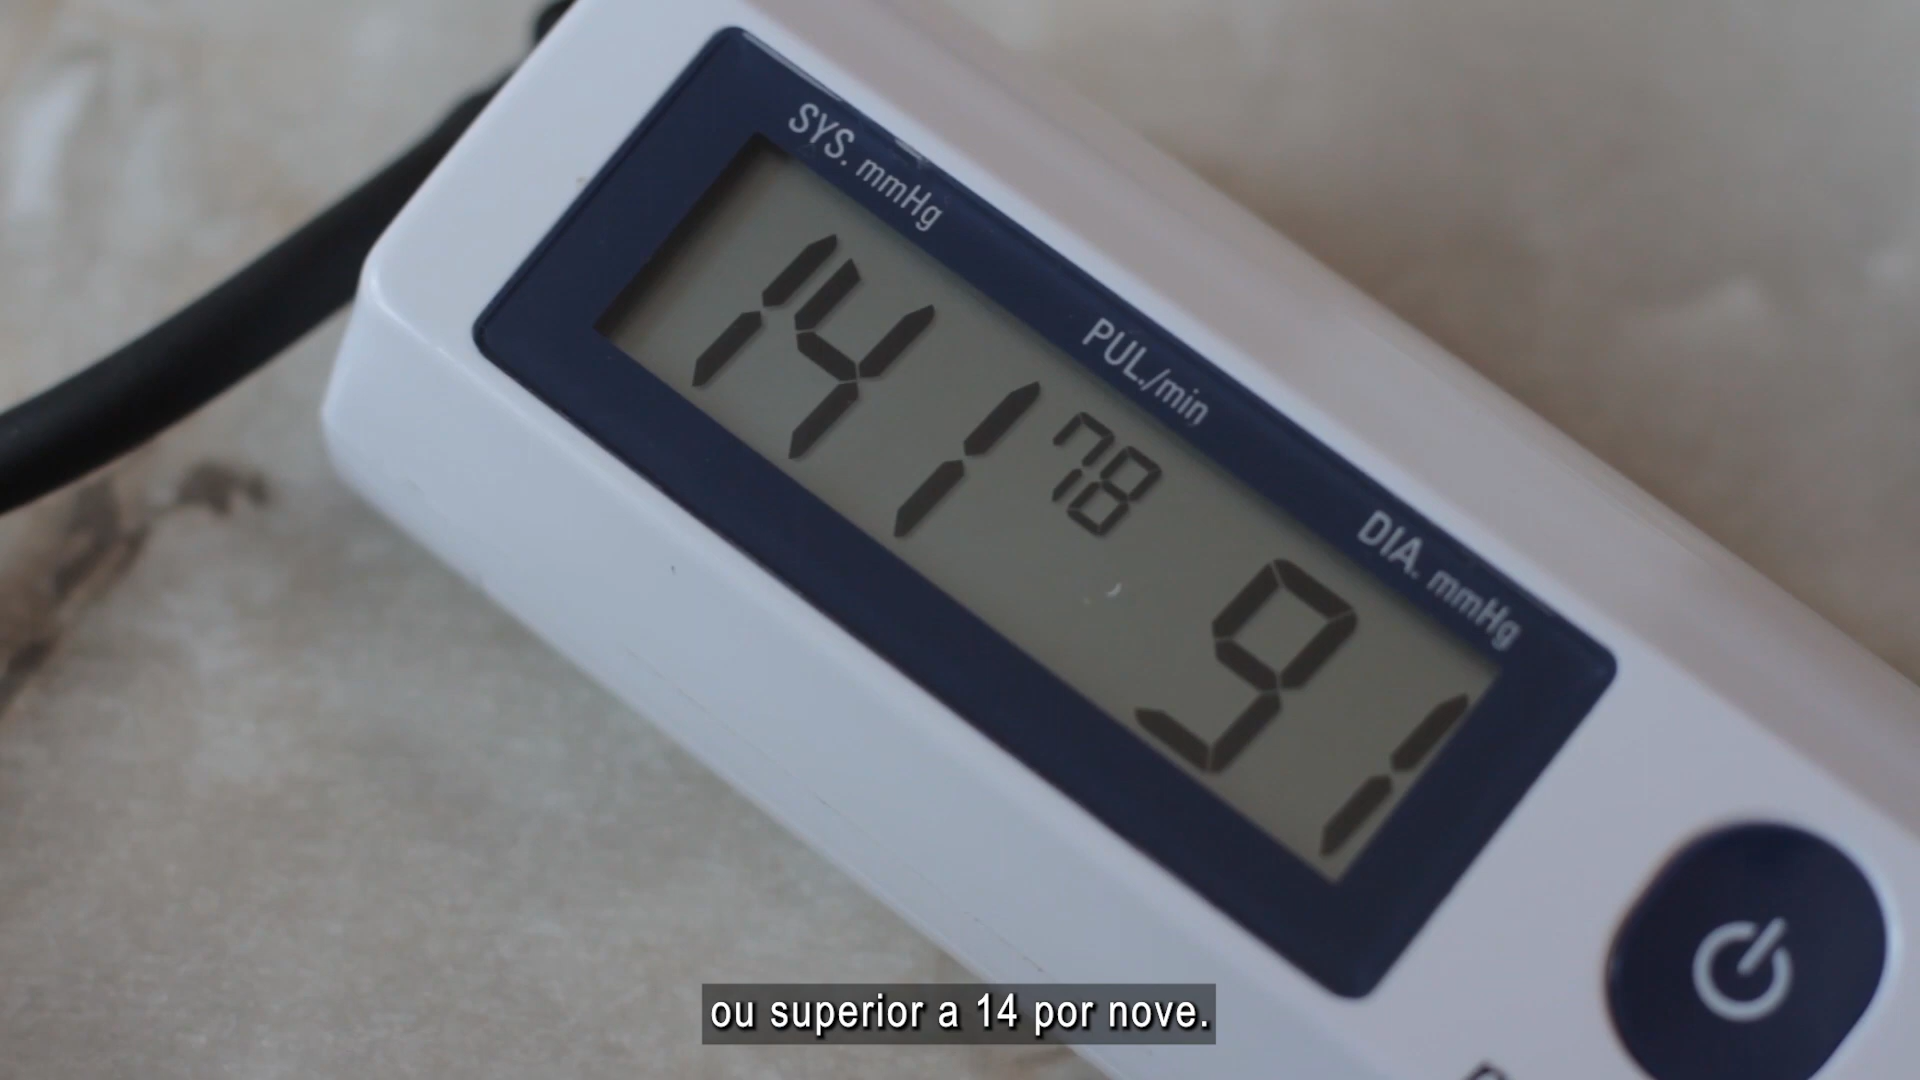 SYS. mmHg
PUL./min
DIA. mmHg
141
78
91
ou superior a 14 por nove.